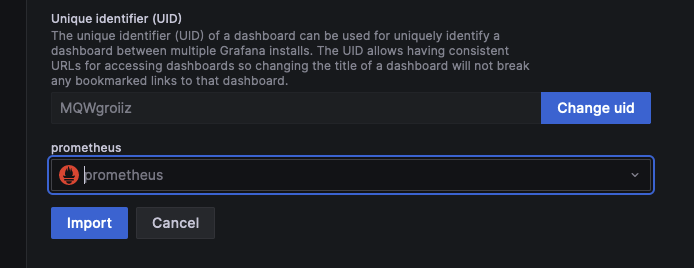 Unique identifier (UID)
The unique identifier (UID) of a dashboard can be used for uniquely identify a
dashboard between multiple Grafana installs. The UID allows having consistent
URLs for accessing dashboards so changing the title of a dashboard will not break
any bookmarked links to that dashboard.
MQWgroiiz
Change uid
prometheus
prometheus
Import
Cancel